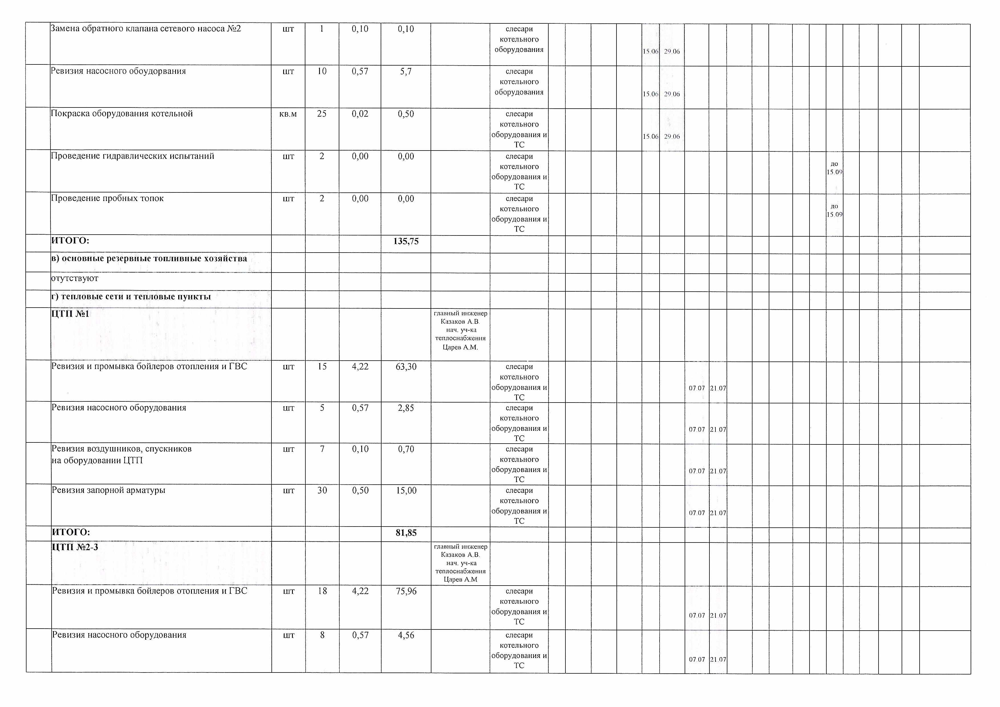 Замена обратного клапана сетевого насоса №2 шт 1 0,10 0,10 слесари
котельного
оборудования
15.06 29.06
Ревизия насосного обоудорвания шт 10 0,57 5,7 слесари
котельного
оборудования
15.06 29.06
Покраска оборудования котельной кв.м 25 0,02 0,50 слесари
котельного
оборудования и
ТС
15.06 29.06
Проведение гидравлических испытаний шт 2 0,00 0,00 слесари
котельного
оборудования и
ТС
до
15.09
Проведение пробных топок шт 2 0,00 0,00 слесари
котельного
оборудования и
ТС
до
15.09
ИТОГО: 135,75
в) основные резервные топливные хозяйства
отутствуют
г) тепловые сети и тепловые пункты
ЦТП №1
главный инженер
Казаков А.В.
нач. уч-ка
теплоснабжения
Царев А.М.
Ревизия и промывка бойлеров отопления и ГВС шт 15 4,22 63,30 слесари
котельного
оборудования и
ТС
07.07 21.07
Ревизия насосного оборудования шт 5 0,57 2,85 слесари
котельного
оборудования и
ТС
07.07 21.07
Ревизия воздушников, спускников
на оборудовании ЦТП
шт 7 0,10 0,70 слесари
котельного
оборудования и
ТС
07.07 21.07
Ревизия запорной арматуры шт 30 0,50 15,00 слесари
котельного
оборудования и
ТС
07.07 21.07
ИТОГО: 81,85
ЦТП №2-3
главный инженер
Казаков А.В.
нач. уч-ка
теплоснабжения
Царев А.М
Ревизия и промывка бойлеров отопления и ГВС шт 18 4,22 75,96 слесари
котельного
оборудования и
ТС
07.07 21.07
Ревизия насосного оборудования шт 8 0,57 4,56 слесари
котельного
оборудования и
ТС
07.07 21.07